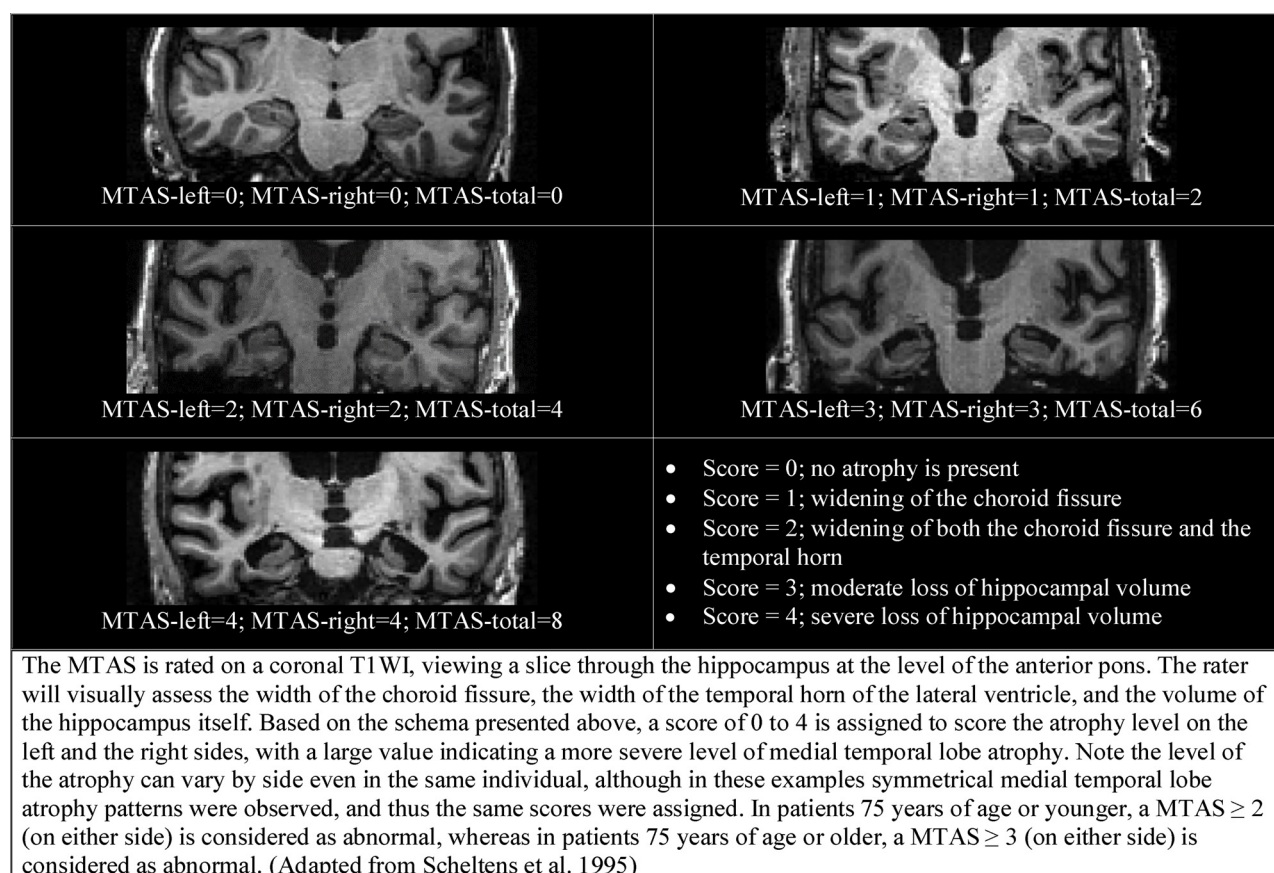 MTAS-left=0; MTAS-right=0; MTAS-total=0
MTAS-left=1; MTAS-right=1; MTAS-total=2
MTAS-left=2; MTAS-right=2; MTAS-total=4
MTAS-left=3; MTAS-right=3; MTAS-total=6
MTAS-left=4; MTAS-right=4; MTAS-total=8
• Score = 0; no atrophy is present
• Score = 1; widening of the choroid fissure
• Score = 2; widening of both the choroid fissure and the
temporal horn
• Score = 3; moderate loss of hippocampal volume
• Score = 4; severe loss of hippocampal volume
The MTAS is rated on a coronal T1WI, viewing a slice through the hippocampus at the level of the anterior pons. The rater
will visually assess the width of the choroid fissure, the width of the temporal horn of the lateral ventricle, and the volume of
the hippocampus itself. Based on the schema presented above, a score of 0 to 4 is assigned to score the atrophy level on the
left and the right sides, with a large value indicating a more severe level of medial temporal lobe atrophy. Note the level of
the atrophy can vary by side even in the same individual, although in these examples symmetrical medial temporal lobe
atrophy patterns were observed, and thus the same scores were assigned. In patients 75 years of age or younger, a MTAS ≥ 2
(on either side) is considered as abnormal, whereas in patients 75 years of age or older, a MTAS ≥ 3 (on either side) is
considered as abnormal. (Adapted from Scheltens et al. 1995)